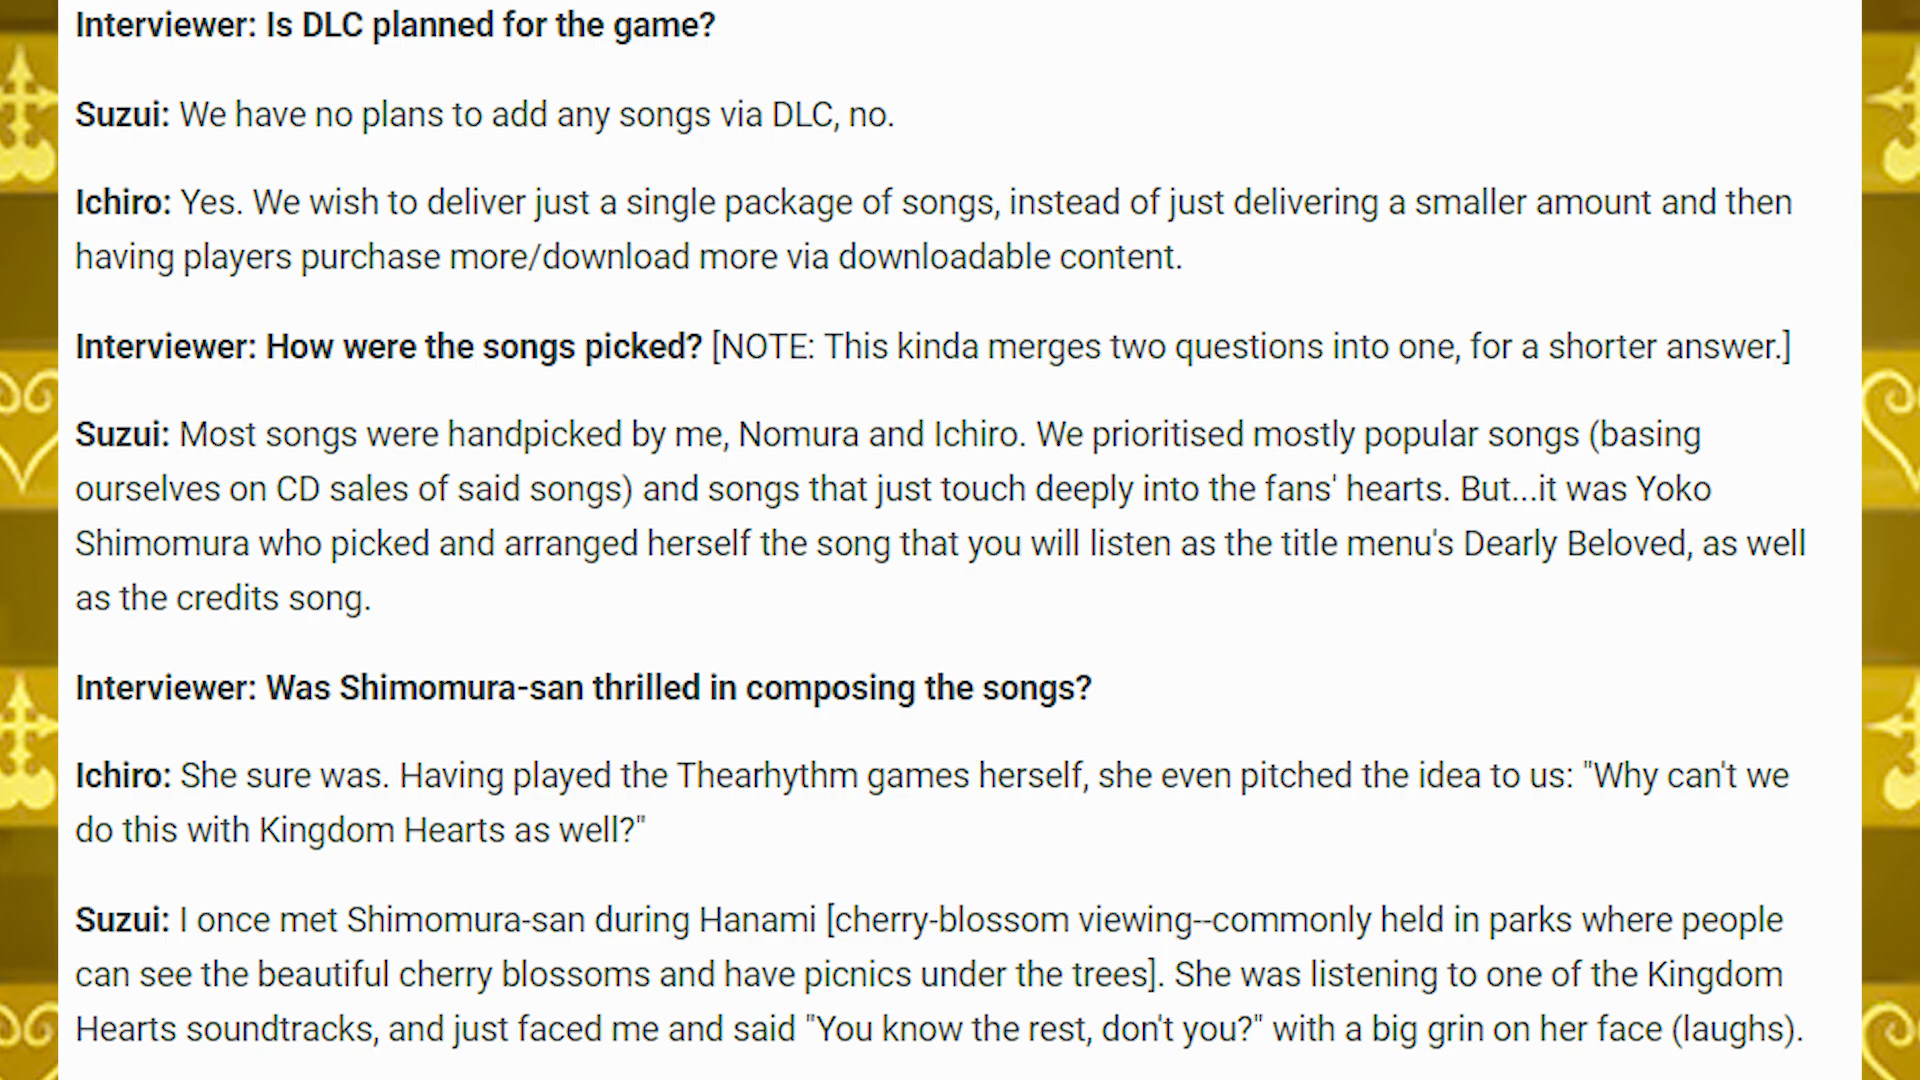 Interviewer: Is DLC planned for the game?
Suzui: We have no plans to add any songs via DLC, no.
Ichiro: Yes. We wish to deliver just a single package of songs, instead of just delivering a smaller amount and then
having players purchase more/download more via downloadable content.
Interviewer: How were the songs picked? [NOTE: This kinda merges two questions into one, for a shorter answer.]
Suzui: Most songs were handpicked by me, Nomura and Ichiro. We prioritised mostly popular songs (basing
ourselves on CD sales of said songs) and songs that just touch deeply into the fans' hearts. But...it was Yoko
Shimomura who picked and arranged herself the song that you will listen as the title menu's Dearly Beloved, as well
as the credits song.
Interviewer: Was Shimomura-san thrilled in composing the songs?
Ichiro: She sure was. Having played the Thearhythm games herself, she even pitched the idea to us: "Why can't we
do this with Kingdom Hearts as well?"
Suzui: I once met Shimomura-san during Hanami [cherry-blossom viewing--commonly held in parks where people
can see the beautiful cherry blossoms and have picnics under the trees]. She was listening to one of the Kingdom
Hearts soundtracks, and just faced me and said "You know the rest, don't you?" with a big grin on her face (laughs).